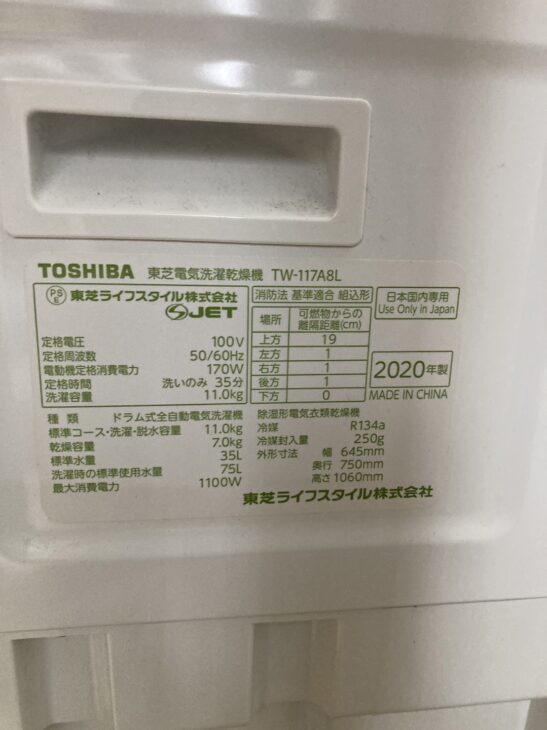 TOSHIBA 東芝電気洗濯乾燥機 TW-117A8L
PS
E
東芝ライフスタイル株式会社
S JET
定格電圧 100V
定格周波数 50/60Hz
電動機定格消費電力 170W
定格時間 洗いのみ 35分
洗濯容量 11.0kg
消防法 基準適合 組込形
場所 可燃物からの
離隔距離(cm)
上方 19
左方 1
右方 1
後方 1
下方 0
日本国内専用
Use Only in Japan
2020年製
MADE IN CHINA
種類 ドラム式全自動電気洗濯機
標準コース・洗濯・脱水容量 11.0kg
乾燥容量 7.0kg
標準水量 35L
洗濯時の標準使用水量 75L
最大消費電力 1100W
除湿形電気衣類乾燥機
冷媒 R134a
冷媒封入量 250g
外形寸法 幅 645mm
奥行 750mm
高さ 1060mm
東芝ライフスタイル株式会社